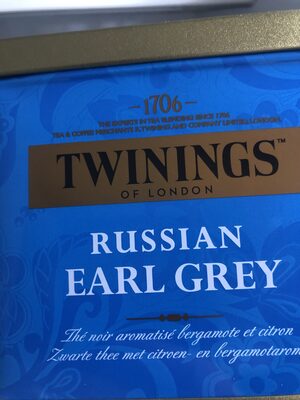 -1706-
THE EXPERTS IN TEA BLENDING SINCE 1706
TEA & COFFEE MERCHANTS R.TWINING AND COMPANY LIMITED, LONDON.
TWININGS™
OF LONDON
RUSSIAN
EARL GREY
Thé noir aromatisé bergamote et citron
Zwarte thee met citroen- en bergamotarom